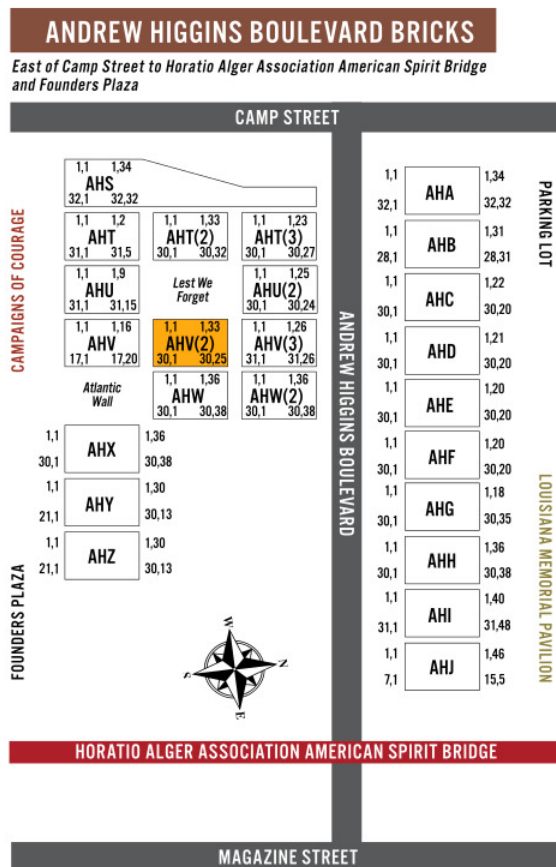 ANDREW HIGGINS BOULEVARD BRICKS
East of Camp Street to Horatio Alger Association American Spirit Bridge
and Founders Plaza
CAMP STREET
CAMPAIGNS OF COURAGE
FOUNDERS PLAZA
1,1 1,34
AHS
32,1 32,32
1,1 1,2
AHT
31,1 31,5
1,1 1,33
AHT(2)
30,1 30,32
1,1 1,23
AHT(3)
30,1 30,27
1,1 1,9
AHU
31,1 31,15
Lest We
Forget
1,1 1,25
AHU(2)
30,1 30,24
1,1 1,16
AHV
17,1 17,20
1,1 1,33
AHV(2)
30,1 30,25
1,1 1,26
AHV(3)
31,1 31,26
Atlantic
Wall
1,1 1,36
AHW
30,1 30,38
1,1 1,36
AHW(2)
30,1 30,38
1,1 1,36
AHX
30,1 30,38
1,1 1,30
AHY
21,1 30,13
1,1 1,30
AHZ
21,1 30,13
W
N
S
E
ANDREW HIGGINS BOULEVARD
1,1 1,34
AHA
32,1 32,32
1,1 1,31
AHB
28,1 28,31
1,1 1,22
AHC
30,1 30,20
1,1 1,21
AHD
30,1 30,20
1,1 1,20
AHE
30,1 30,20
1,1 1,20
AHF
30,1 30,20
1,1 1,18
AHG
30,1 30,35
1,1 1,36
AHH
30,1 30,38
1,1 1,40
AHI
31,1 31,48
1,1 1,46
AHJ
7,1 15,5
PARKING LOT
LOUISIANA MEMORIAL PAVILION
HORATIO ALGER ASSOCIATION AMERICAN SPIRIT BRIDGE
MAGAZINE STREET